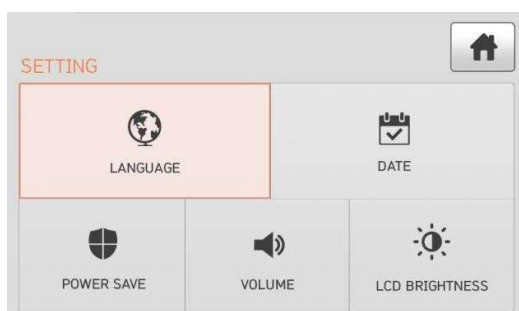 SETTING
LANGUAGE
DATE
POWER SAVE
VOLUME
LCD BRIGHTNESS